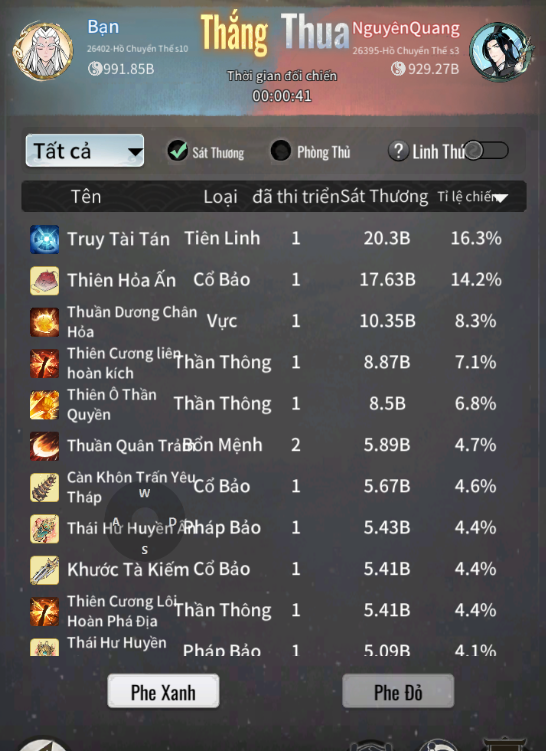 Bạn
Thắng Thua
NguyênQuang
26402-Hồ Chuyển Thế s10
26395-Hồ Chuyển Thế s3
991.85B
929.27B
Thời gian đối chiến
00:00:41
Tất cả
Sát Thương
Phòng Thủ
? Linh Thú
Tên Loại đã thi triển Sát Thương Tỉ lệ chiến
Truy Tài Tán Tiên Linh 1 20.3B 16.3%
Thiên Hỏa Ấn Cổ Bảo 1 17.63B 14.2%
Thuần Dương Chân
Hỏa Vực 1 10.35B 8.3%
Thiên Cương liên
hoàn kích Thần Thông 1 8.87B 7.1%
Thiên Ô Thần
Quyền Thần Thông 1 8.5B 6.8%
Thuần Quân Trảm Bổn Mệnh 2 5.89B 4.7%
Càn Khôn Trấn Yêu
Tháp Cổ Bảo 1 5.67B 4.6%
W
A D
S
Thái Hư Huyền Ấn Pháp Bảo 1 5.43B 4.4%
Khước Tà Kiếm Cổ Bảo 1 5.41B 4.4%
Thiên Cương Lôi
Hoàn Phá Địa Thần Thông 1 5.41B 4.4%
Thái Hư Huyền
Pháp Bảo 1 5.09B 4.1%
Phe Xanh
Phe Đỏ